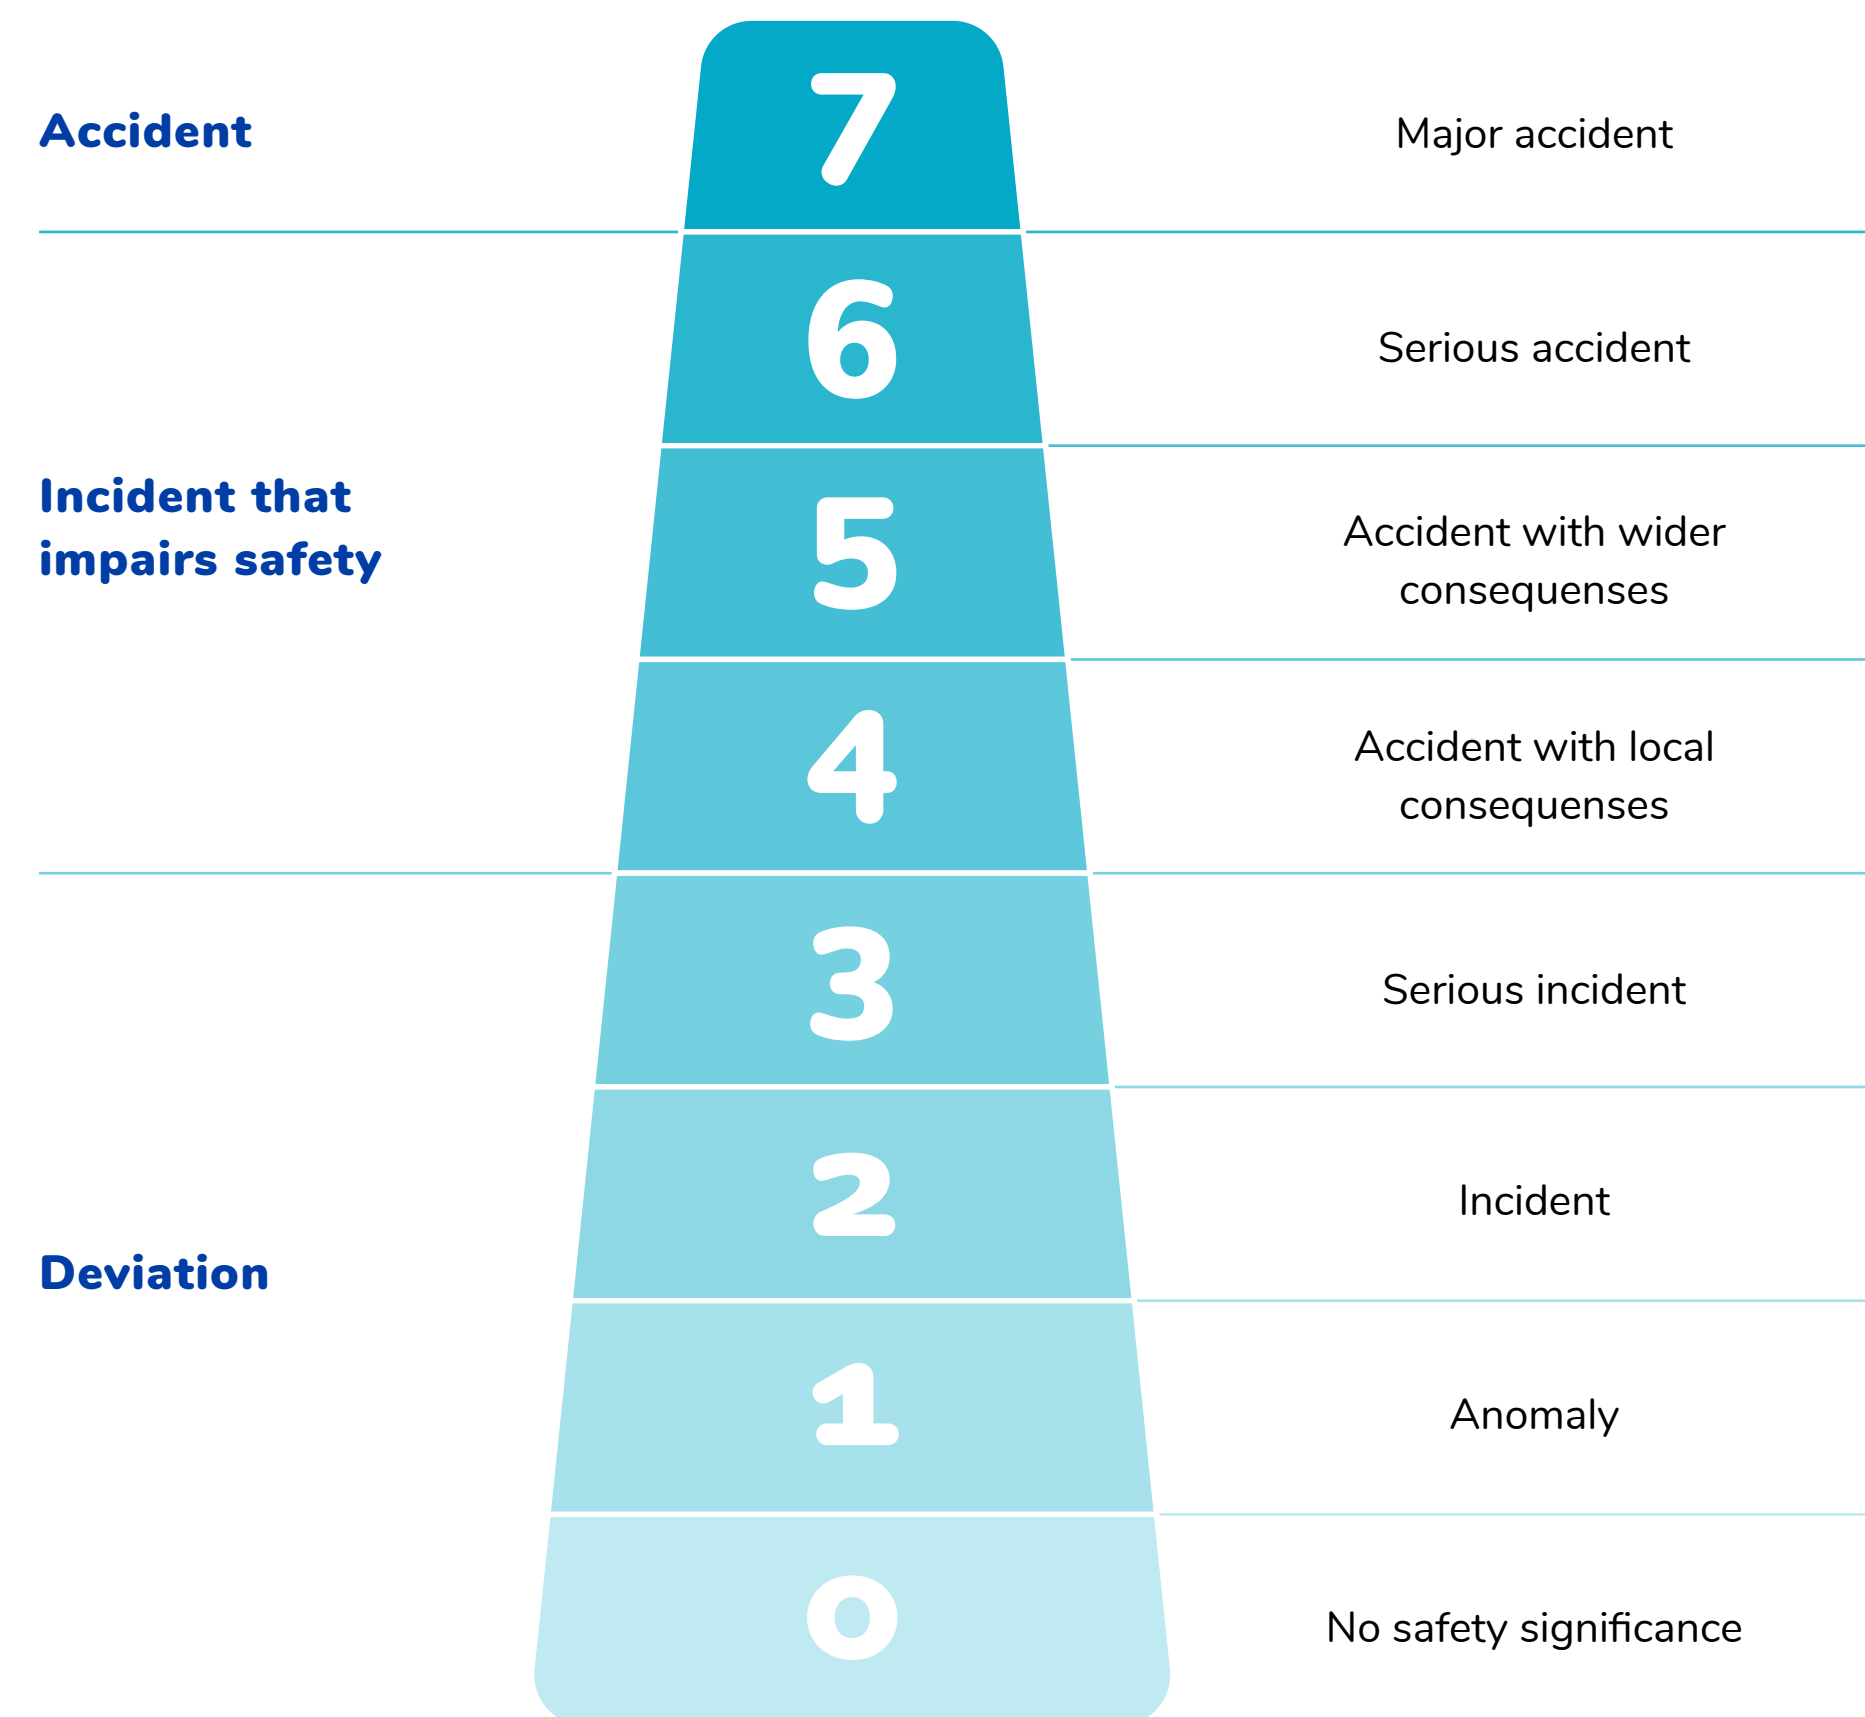 Accident
7
Major accident
6
Serious accident
Incident that
impairs safety
5
Accident with wider
consequenses
4
Accident with local
consequenses
3
Serious incident
Deviation
2
Incident
1
Anomaly
0
No safety significance